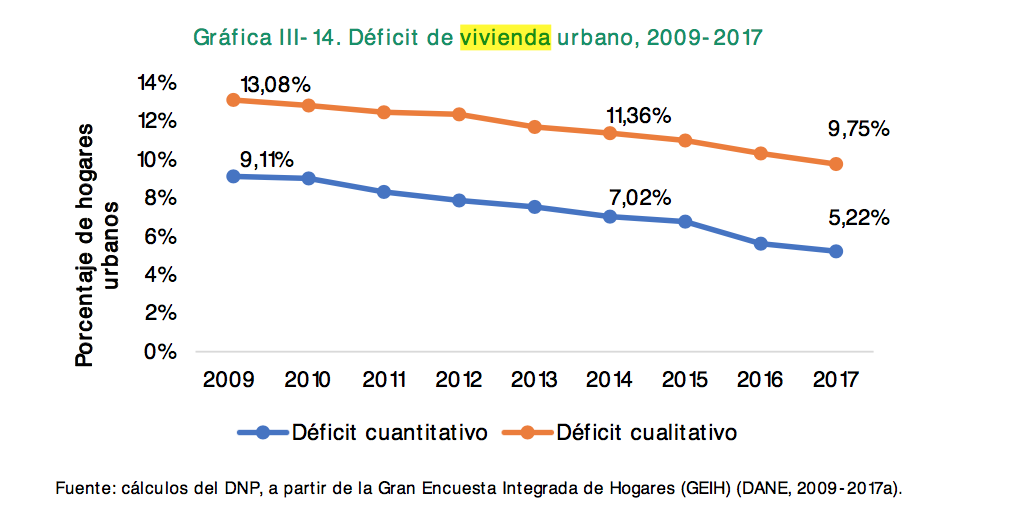 Gráfica III-14. Déficit de vivienda urbano, 2009-2017
Porcentaje de hogares
urbanos
14%
12%
10%
8%
6%
4%
2%
0%
13,08%
11,36%
9,75%
9,11%
7,02%
5,22%
2009 2010 2011 2012 2013 2014 2015 2016 2017
Déficit cuantitativo Déficit cualitativo
Fuente: cálculos del DNP, a partir de la Gran Encuesta Integrada de Hogares (GEIH) (DANE, 2009-2017a).